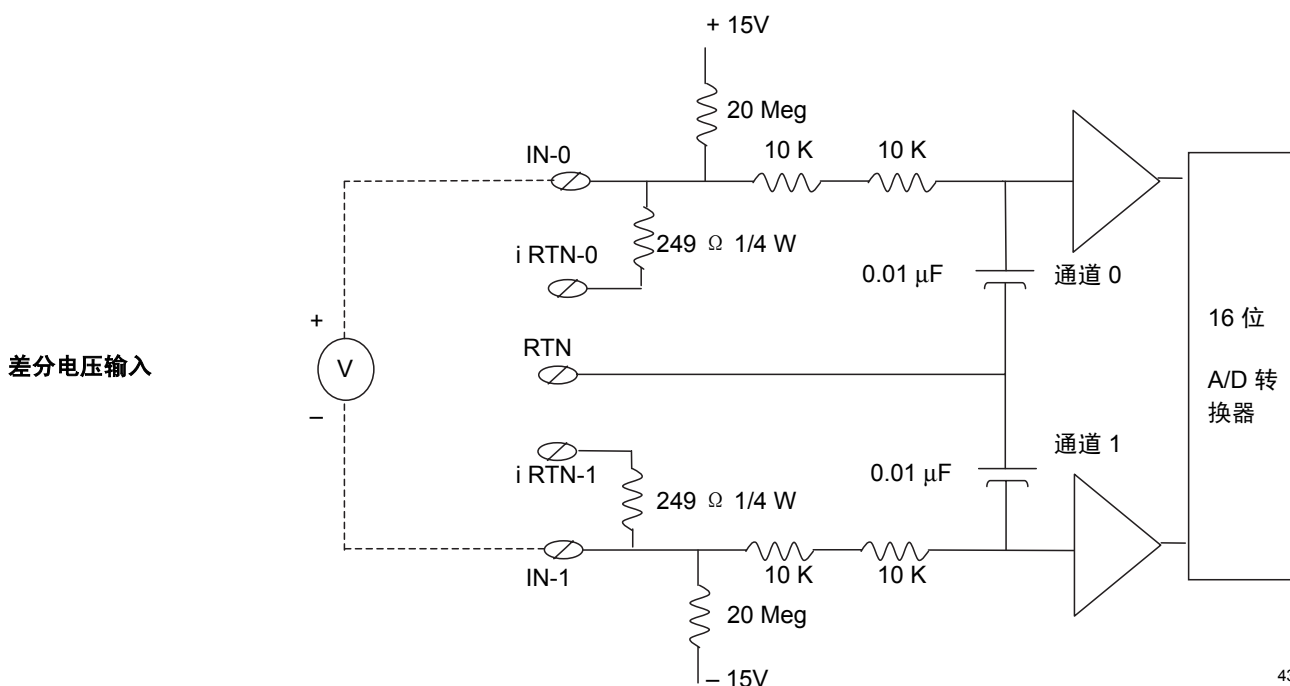 + 15V
20 Meg
IN-0
10 K
10 K
i RTN-0
249 Ω 1/4 W
0.01 μF
通道 0
+
差分电压输入
V
–
RTN
16 位
A/D 转
换器
i RTN-1
249 Ω 1/4 W
0.01 μF
通道 1
IN-1
10 K
10 K
20 Meg
– 15V
43